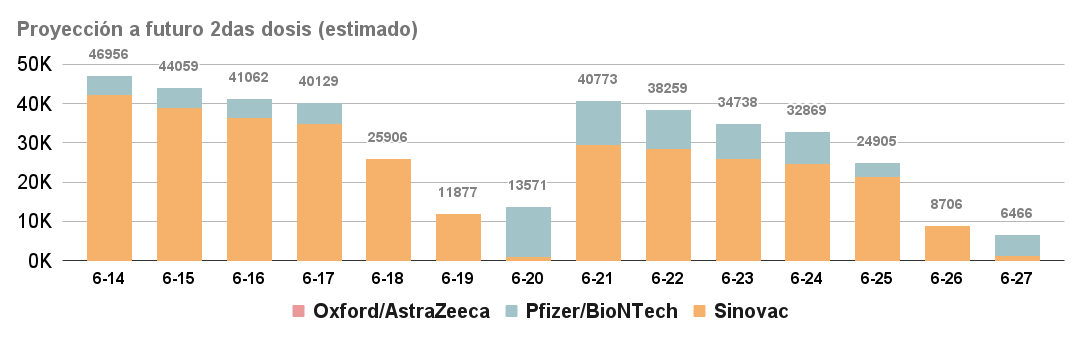 Proyección a futuro 2das dosis (estimado)
50K
40K
30K
20K
10K
0K
46956
44059
41062
40129
25906
11877
13571
40773
38259
34738
32869
24905
8706
6466
6-14
6-15
6-16
6-17
6-18
6-19
6-20
6-21
6-22
6-23
6-24
6-25
6-26
6-27
Oxford/AstraZeeca
Pfizer/BioNTech
Sinovac